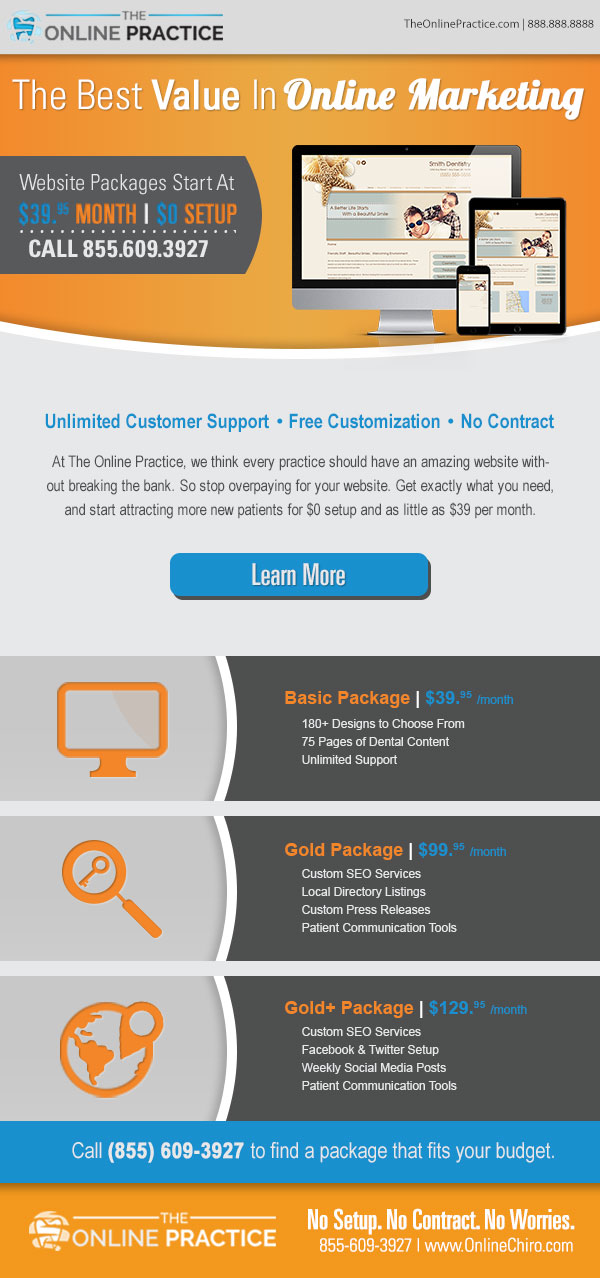 THE
ONLINE PRACTICE
TheOnlinePractice.com | 888.888.8888
The Best Value In Online Marketing
Website Packages Start At
$39.95 MONTH | $0 SETUP
CALL 855.609.3927
Smith Dentistry
A Better Life Starts
With a Beautiful Smile
Smith Dentistry
Unlimited Customer Support • Free Customization • No Contract
At The Online Practice, we think every practice should have an amazing website with-
out breaking the bank. So stop overpaying for your website. Get exactly what you need,
and start attracting more new patients for $0 setup and as little as $39 per month.
Learn More
Basic Package | $39.95 /month
180+ Designs to Choose From
75 Pages of Dental Content
Unlimited Support
Gold Package | $99.95 /month
Custom SEO Services
Local Directory Listings
Custom Press Releases
Patient Communication Tools
Gold+ Package | $129.95 /month
Custom SEO Services
Facebook & Twitter Setup
Weekly Social Media Posts
Patient Communication Tools
Call (855) 609-3927 to find a package that fits your budget.
THE
ONLINE PRACTICE
No Setup. No Contract. No Worries.
855-609-3927 | www.OnlineChiro.com